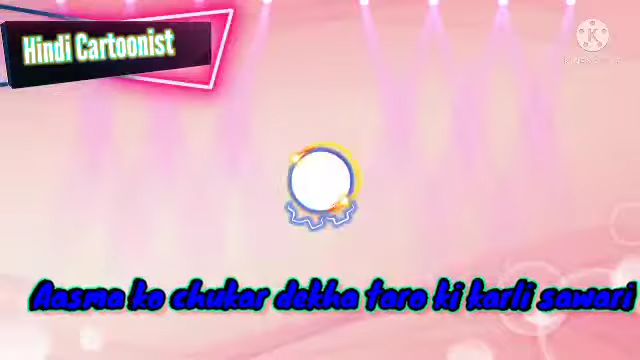 Hindi Cartoonist
K
Aasma ko chukar dekha taro ki karli sawari